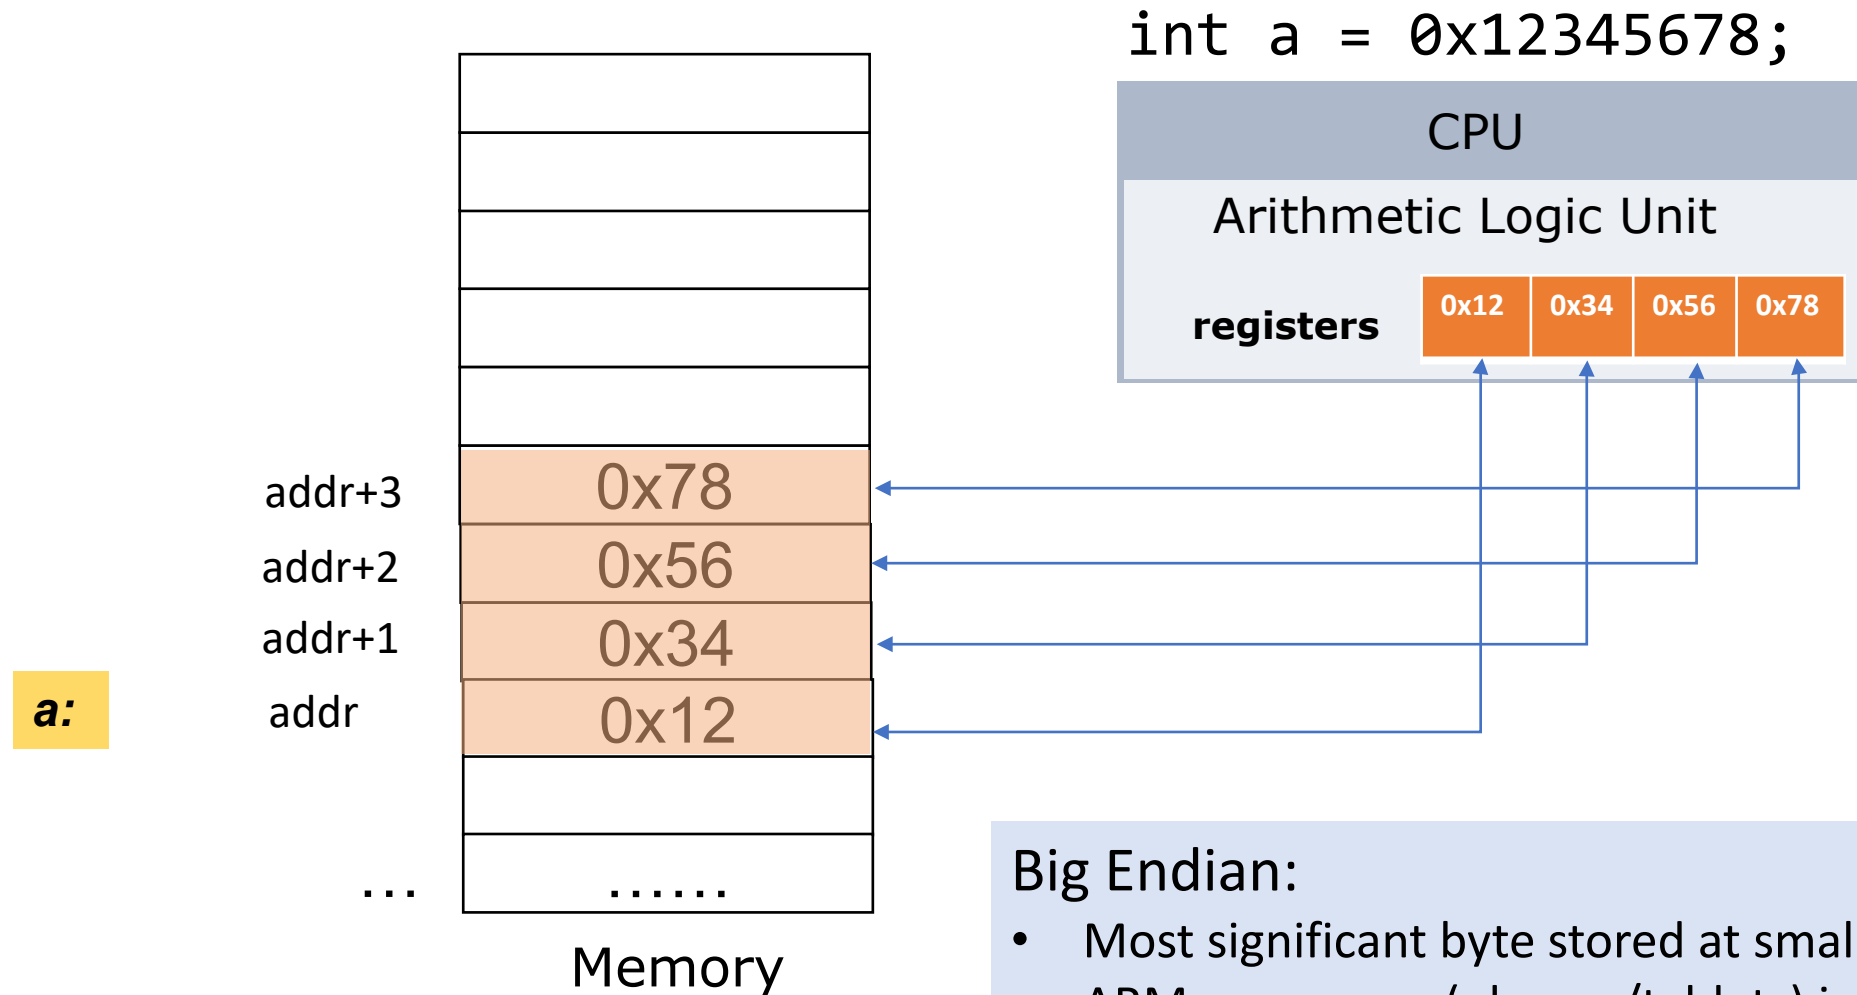 int a = 0x12345678;
CPU
Arithmetic Logic Unit
registers 0x12 0x34 0x56 0x78
addr+3 0x78
addr+2 0x56
addr+1 0x34
a: addr 0x12
... ......
Memory
Big Endian:
• Most significant byte stored at smal